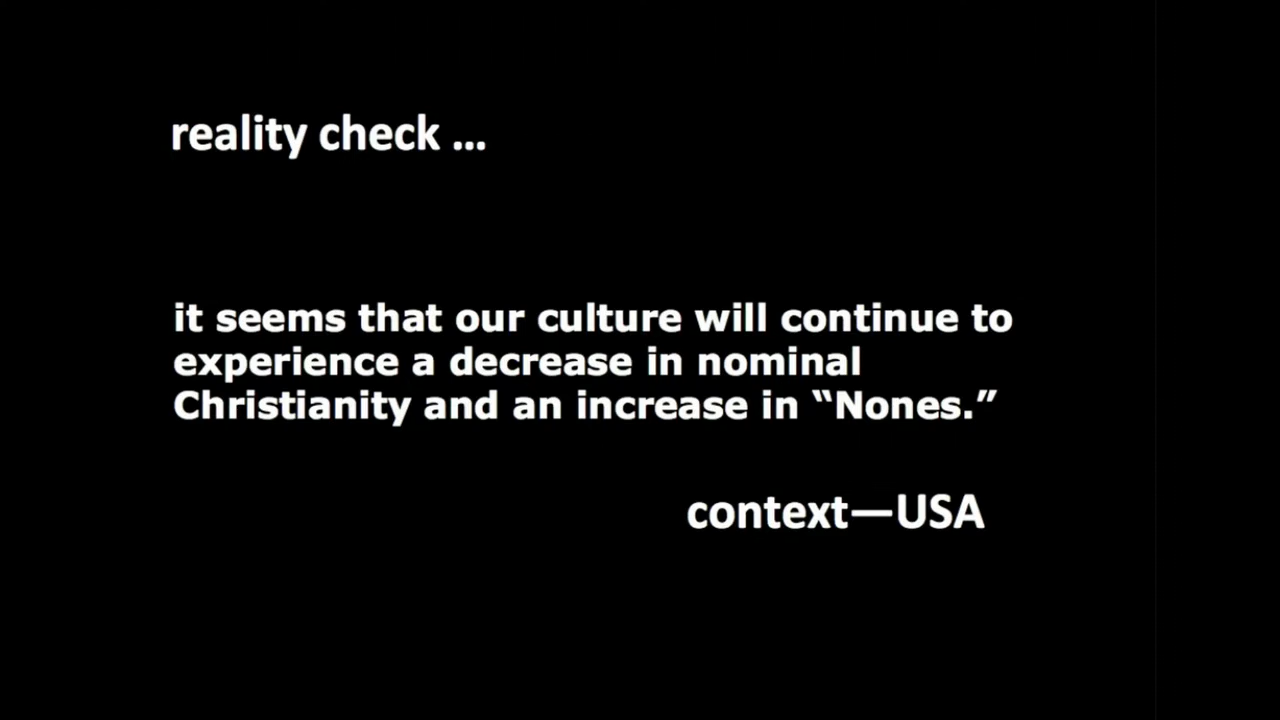 reality check ...
it seems that our culture will continue to
experience a decrease in nominal
Christianity and an increase in “Nones.”
context—USA